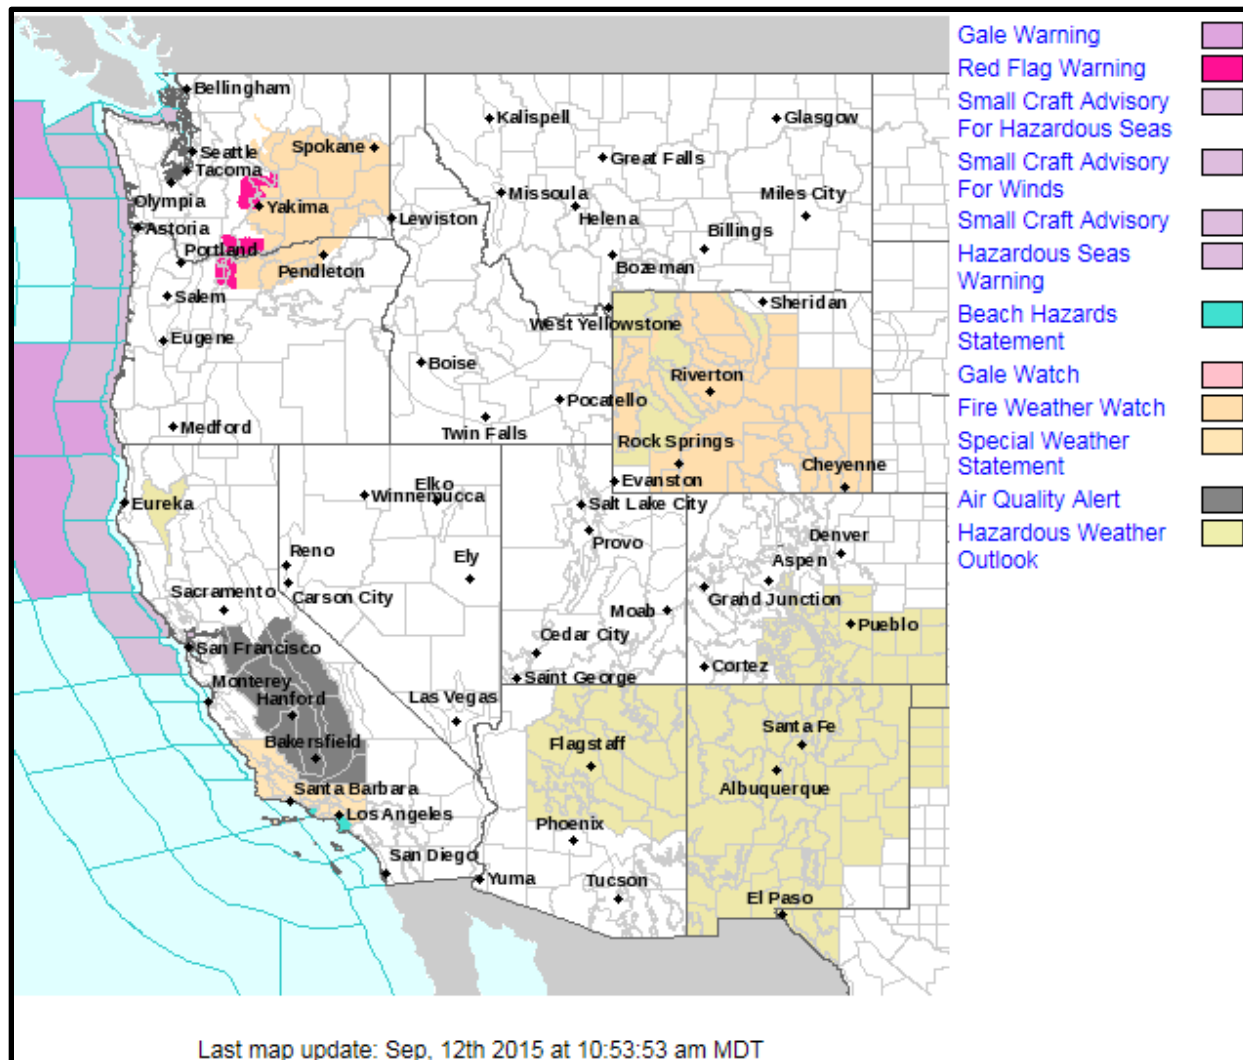 Gale Warning
Red Flag Warning
Small Craft Advisory
For Hazardous Seas
Small Craft Advisory
For Winds
Small Craft Advisory
Hazardous Seas
Warning
Beach Hazards
Statement
Gale Watch
Fire Weather Watch
Special Weather
Statement
Air Quality Alert
Hazardous Weather
Outlook
Bellingham
Seattle
Tacoma
Olympia
Astoria
Portland
Salem
Eugene
Medford
Spokane
Yakima
Pendleton
Lewiston
Kalispell
Glasgow
Great Falls
Missoula
Helena
Miles City
Billings
Bozeman
Sheridan
West Yellowstone
Boise
Pocatello
Twin Falls
Riverton
Rock Springs
Cheyenne
Evanston
Eureka
Elko
Winnemucca
Salt Lake City
Provo
Reno
Ely
Carson City
Sacramento
Denver
Aspen
Grand Junction
Moab
Pueblo
Cedar City
San Francisco
Cortez
Saint George
Monterey
Hanford
Las Vegas
Bakersfield
Santa Fe
Flagstaff
Albuquerque
Santa Barbara
Los Angeles
Phoenix
San Diego
Yuma
Tucson
El Paso
Last map update: Sep, 12th 2015 at 10:53:53 am MDT